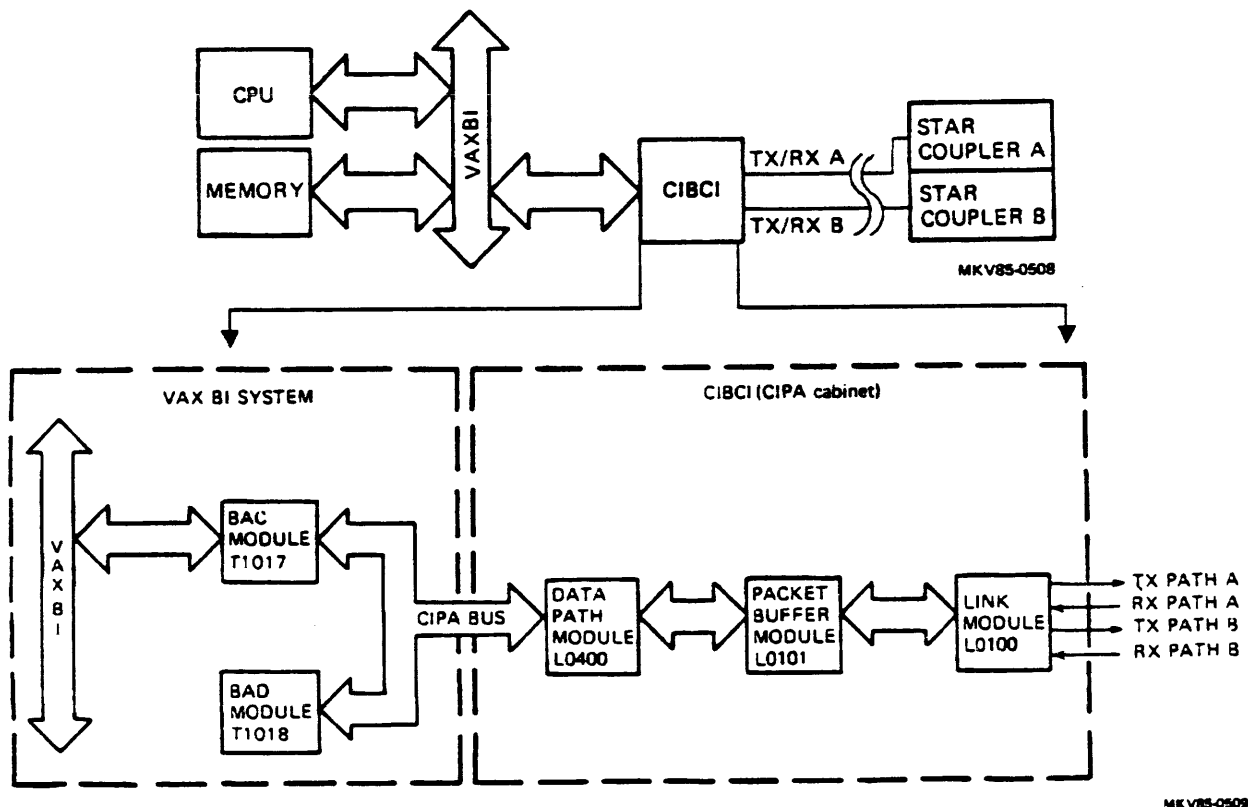 CPU
MEMORY
VAXBI
CIBCI
TX/RX A
TX/RX B
STAR
COUPLER A
STAR
COUPLER B
MKV85-0508
VAX BI SYSTEM
CIBCI (CIPA cabinet)
VAXBI
BAC
MODULE
T1017
BAD
MODULE
T1018
CIPA BUS
DATA
PATH
MODULE
L0400
PACKET
BUFFER
MODULE
L0101
LINK
MODULE
L0100
TX PATH A
RX PATH A
TX PATH B
RX PATH B
MKV85-0509